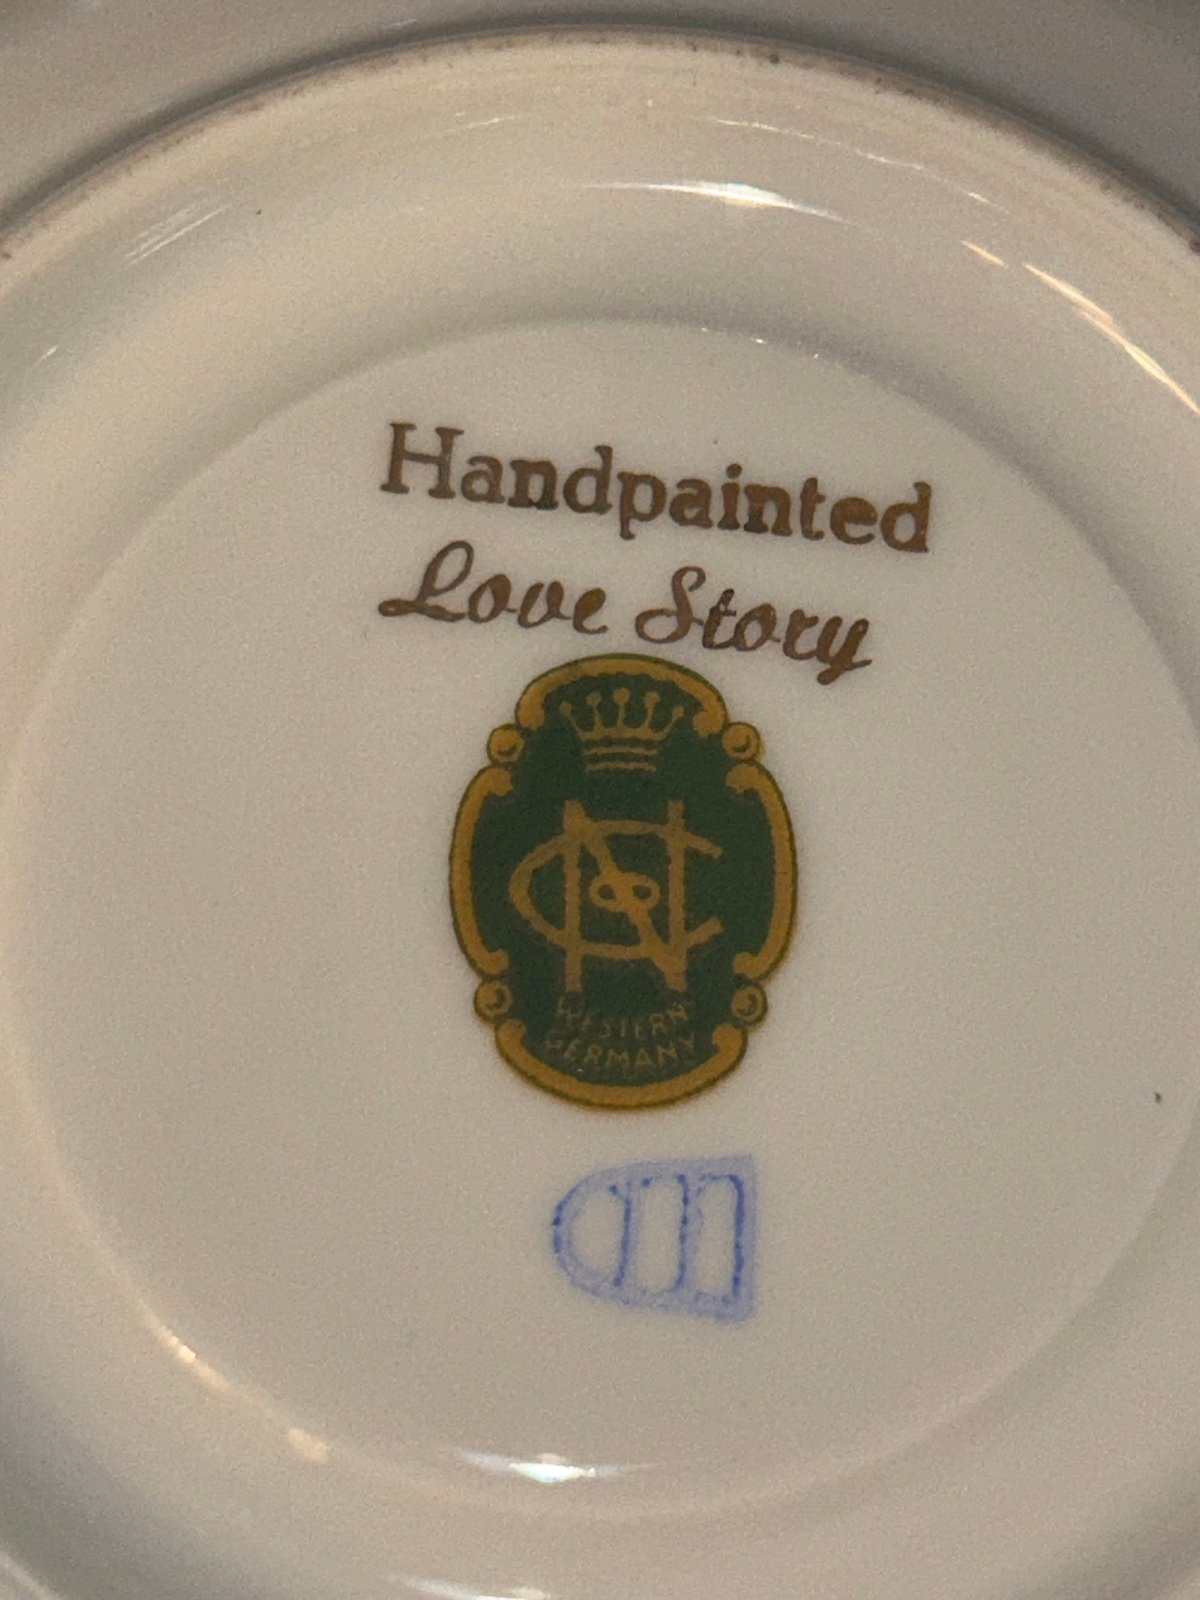 Handpainted
Love Story
WESTERN
GERMANY